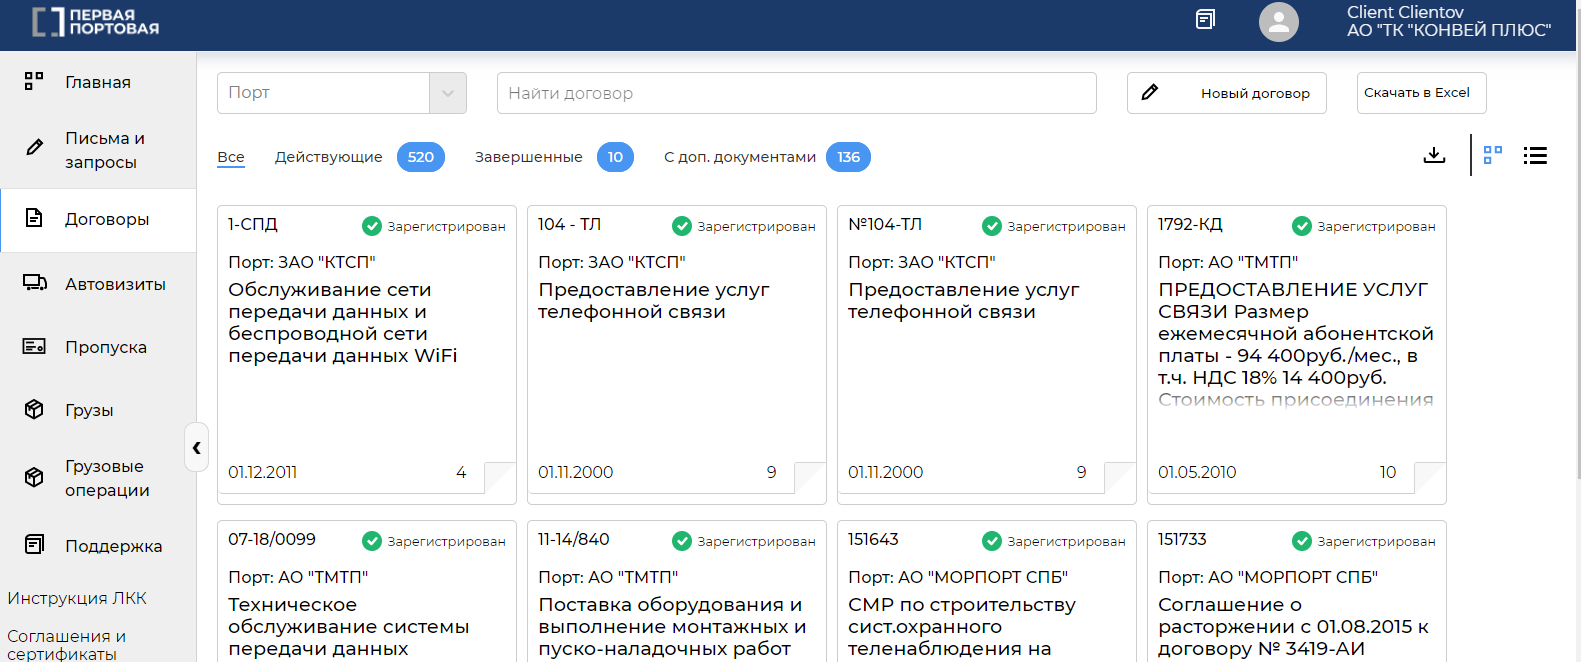 ПЕРВАЯ
ПОРТОВАЯ
Client Clientov
АО "ТК "КОНВЕЙ ПЛЮС"
Главная
Письма и
запросы
Договоры
Автовизиты
Пропуска
Грузы
Грузовые
операции
Поддержка
Инструкция ЛКК
Соглашения и
сертификаты
Порт
Найти договор
Новый договор
Скачать в Excel
Все
Действующие 520
Завершенные 10
С доп. документами 136
1-СПД
Зарегистрирован
Порт: ЗАО "КТСП"
Обслуживание сети
передачи данных и
беспроводной сети
передачи данных WiFi
01.12.2011 4
104 - ТЛ
Зарегистрирован
Порт: ЗАО "КТСП"
Предоставление услуг
телефонной связи
01.11.2000 9
№104-ТЛ
Зарегистрирован
Порт: ЗАО "КТСП"
Предоставление услуг
телефонной связи
01.11.2000 9
1792-КД
Зарегистрирован
Порт: АО "ТМТП"
ПРЕДОСТАВЛЕНИЕ УСЛУГ
СВЯЗИ Размер
ежемесячной абонентской
платы - 94 400руб./мес., в
т.ч. НДС 18% 14 400руб.
Стоимость присоединения
01.05.2010 10
07-18/0099
Зарегистрирован
Порт: АО "ТМТП"
Техническое
обслуживание системы
передачи данных
11-14/840
Зарегистрирован
Порт: АО "ТМТП"
Поставка оборудования и
выполнение монтажных и
пуско-наладочных работ
151643
Зарегистрирован
Порт: АО "МОРПОРТ СПБ"
СМР по строительству
сист.охранного
теленаблюдения на
151733
Зарегистрирован
Порт: АО "МОРПОРТ СПБ"
Соглашение о
расторжении с 01.08.2015 к
договору № 3419-АИ